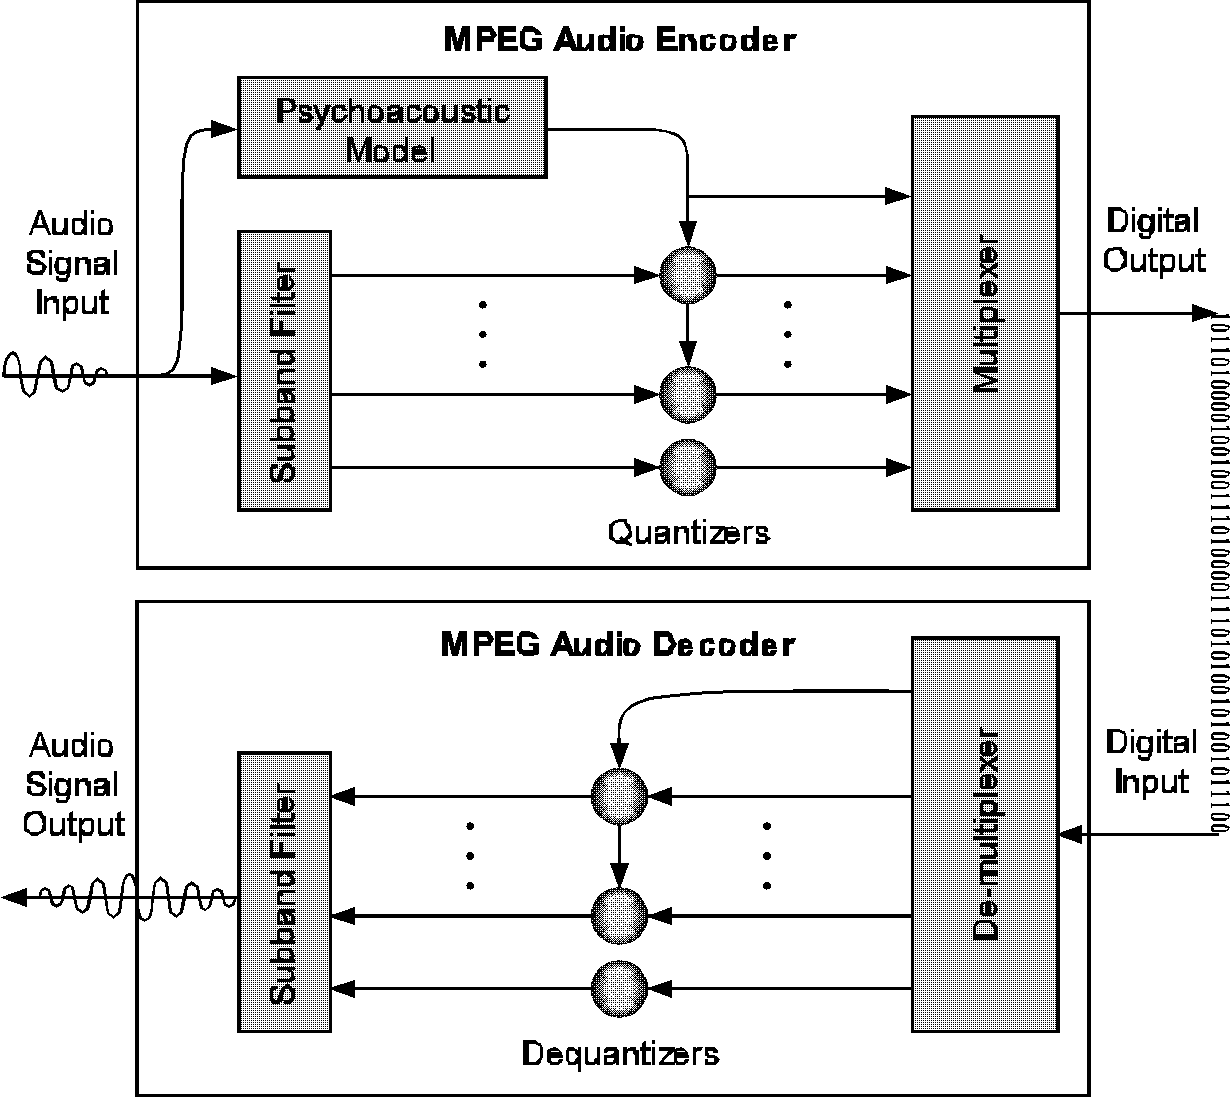 MPEG Audio Encoder
Psychoacoustic
Model
Audio
Signal
Input
Subband Filter
Multiplexer
Quantizers
Digital
Output
1011010000100100111010000111010100101001011100
MPEG Audio Decoder
Audio
Signal
Output
Subband Filter
De-multiplexer
Dequantizers
Digital
Input